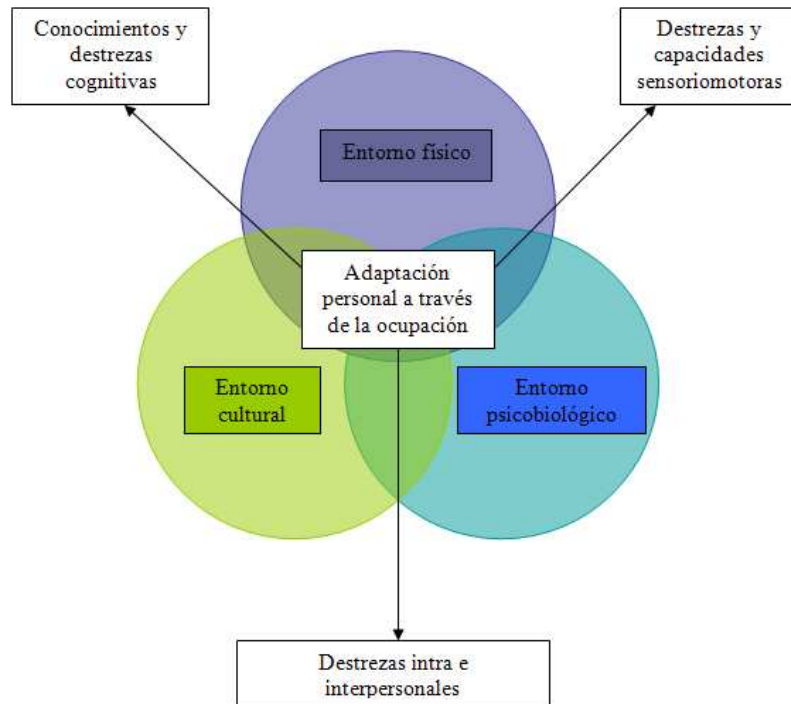 Conocimientos y
destrezas
cognitivas
Destrezas y
capacidades
sensoriomotoras
Entorno físico
Adaptación
personal a través
de la ocupación
Entorno
cultural
Entorno
psicobiológico
Destrezas intra e
interpersonales